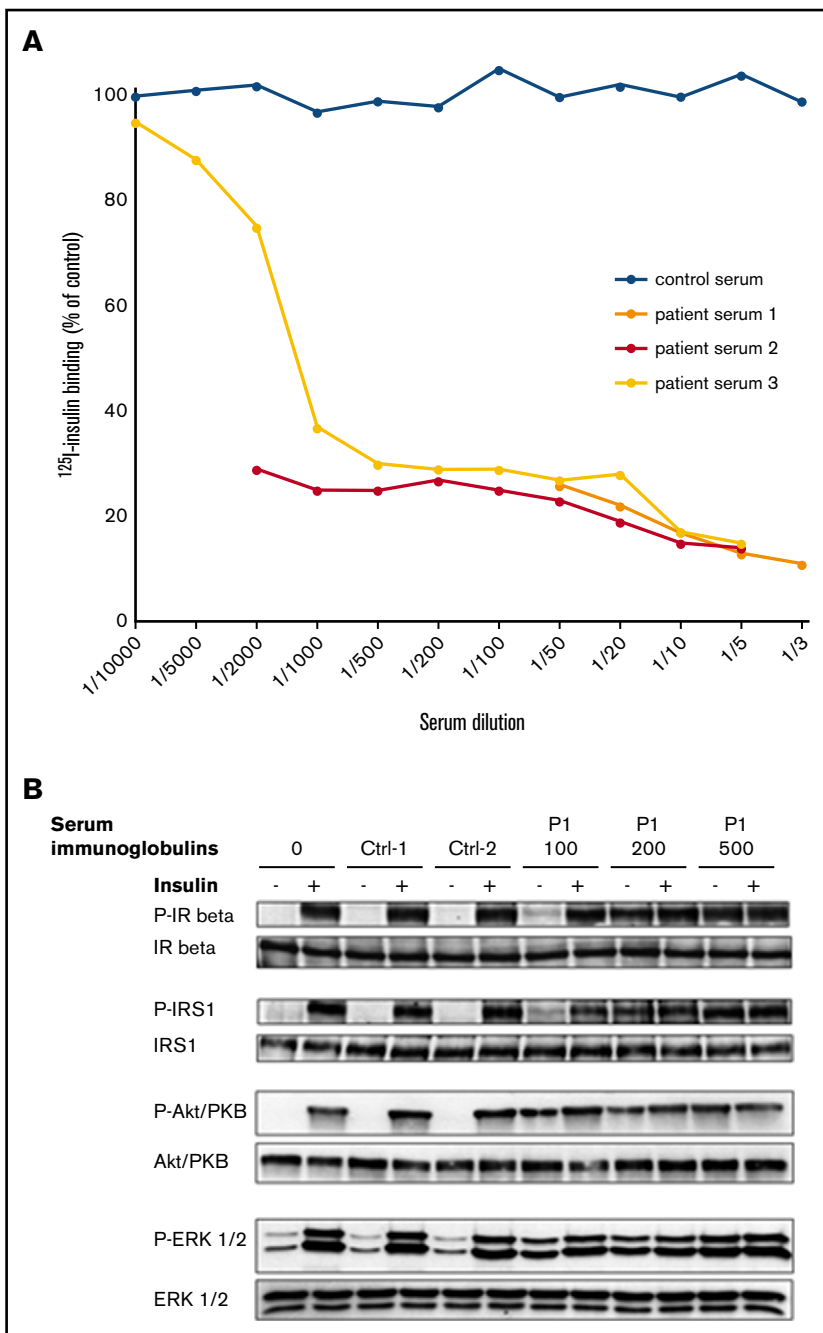 A
100
80
60
40
20
0
125I-insulin binding (% of control)
control serum
patient serum 1
patient serum 2
patient serum 3
1/10000 1/5000 1/2000 1/1000 1/500 1/200 1/100 1/50 1/20 1/10 1/5 1/3
Serum dilution
B
Serum immunoglobulins
0 Ctrl-1 Ctrl-2 P1 100 P1 200 P1 500
Insulin - + - + - + - + - + - +
P-IR beta
IR beta
P-IRS1
IRS1
P-Akt/PKB
Akt/PKB
P-ERK 1/2
ERK 1/2